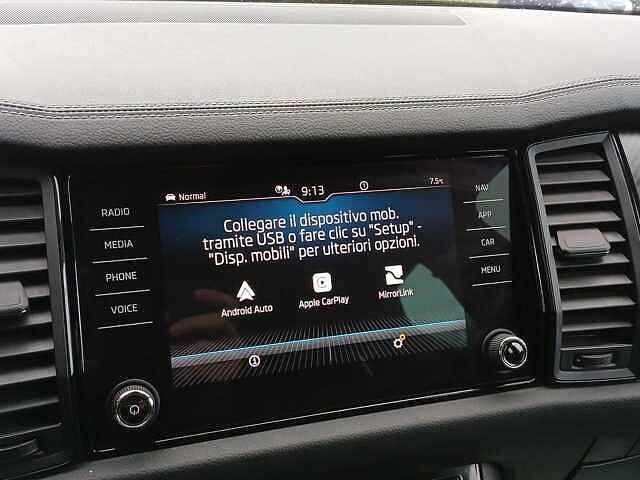 Normal
9:13
7.5°C
RADIO
MEDIA
PHONE
VOICE
NAV
APP
CAR
MENU
Collegare il dispositivo mob.
tramite USB o fare clic su "Setup" -
"Disp. mobili" per ulteriori opzioni.
Android Auto
Apple CarPlay
MirrorLink